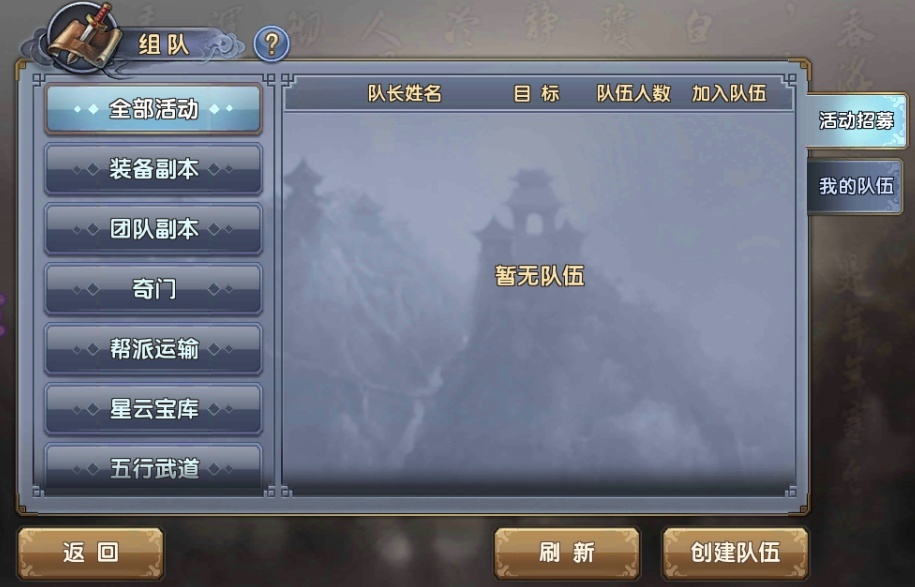 组队
?
全部活动
装备副本
团队副本
奇门
帮派运输
星云宝库
五行武道
队长姓名 目标 队伍人数 加入队伍
暂无队伍
活动招募
我的队伍
返回
刷新
创建队伍